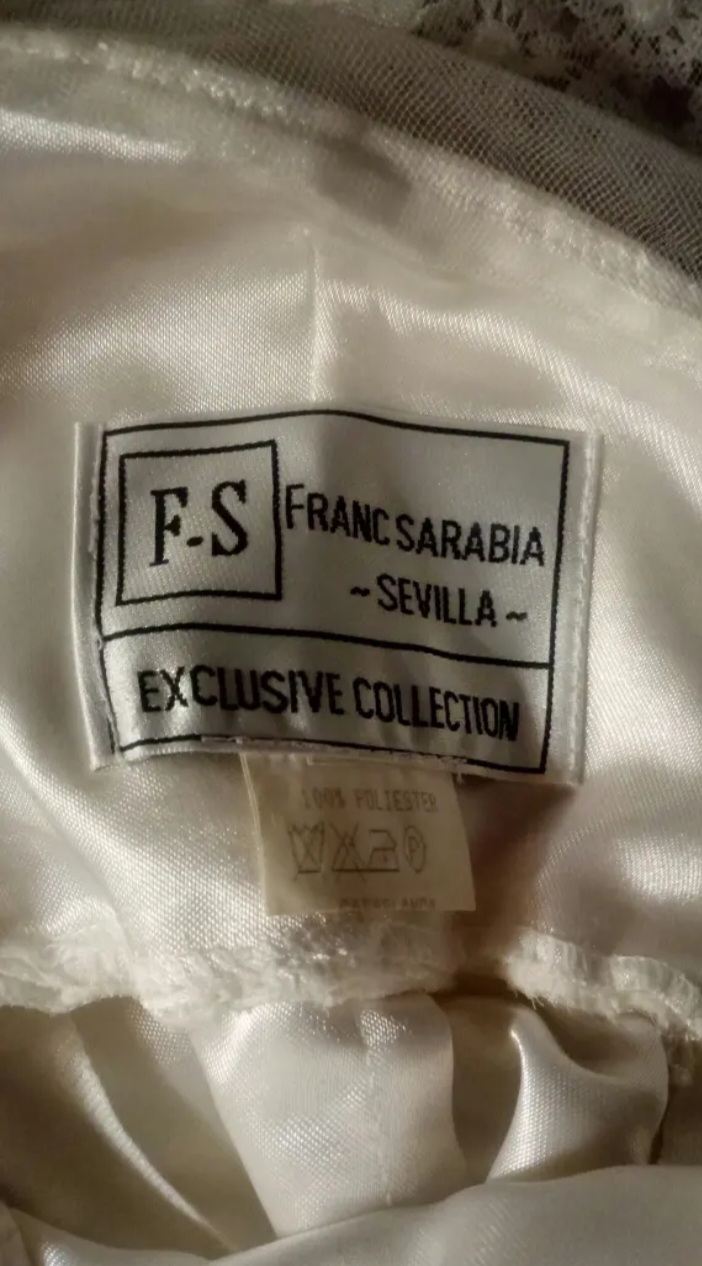 F-S
FRANC SARABIA
~ SEVILLA ~
EXCLUSIVE COLLECTION
100% POLIESTER
P